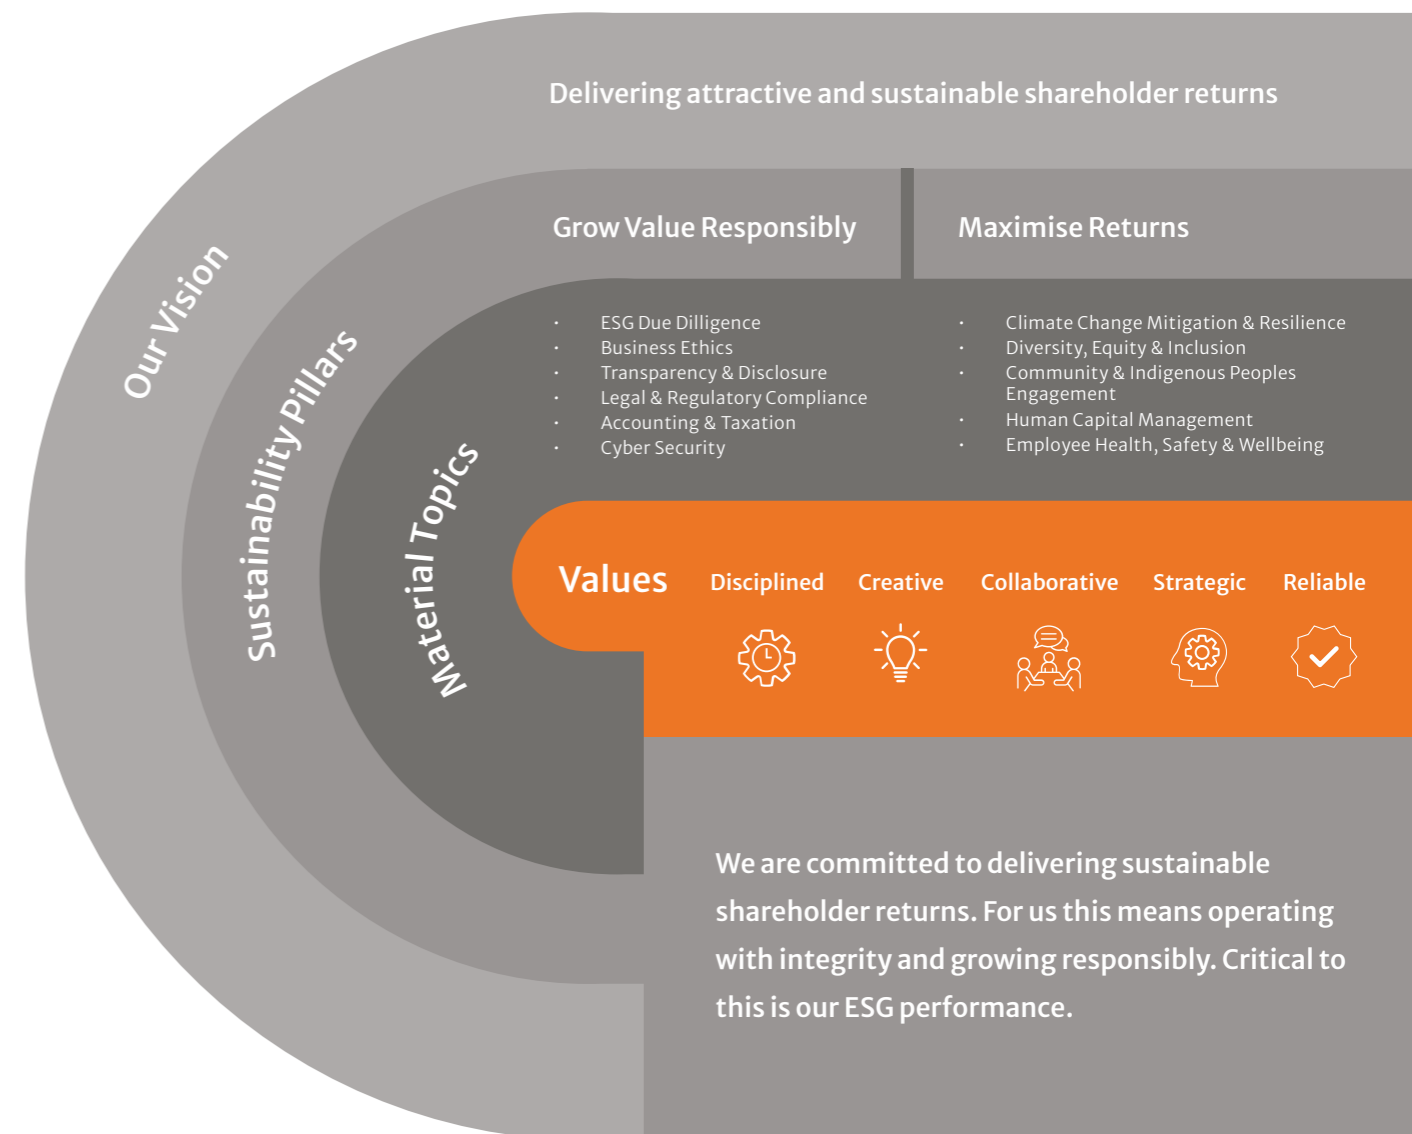 Our Vision
Delivering attractive and sustainable shareholder returns
Sustainability Pillars
Grow Value Responsibly
Maximise Returns
Material Topics
• ESG Due Dilligence
• Business Ethics
• Transparency & Disclosure
• Legal & Regulatory Compliance
• Accounting & Taxation
• Cyber Security
• Climate Change Mitigation & Resilience
• Diversity, Equity & Inclusion
• Community & Indigenous Peoples
Engagement
• Human Capital Management
• Employee Health, Safety & Wellbeing
Values
Disciplined
Creative
Collaborative
Strategic
Reliable
We are committed to delivering sustainable
shareholder returns. For us this means operating
with integrity and growing responsibly. Critical to
this is our ESG performance.